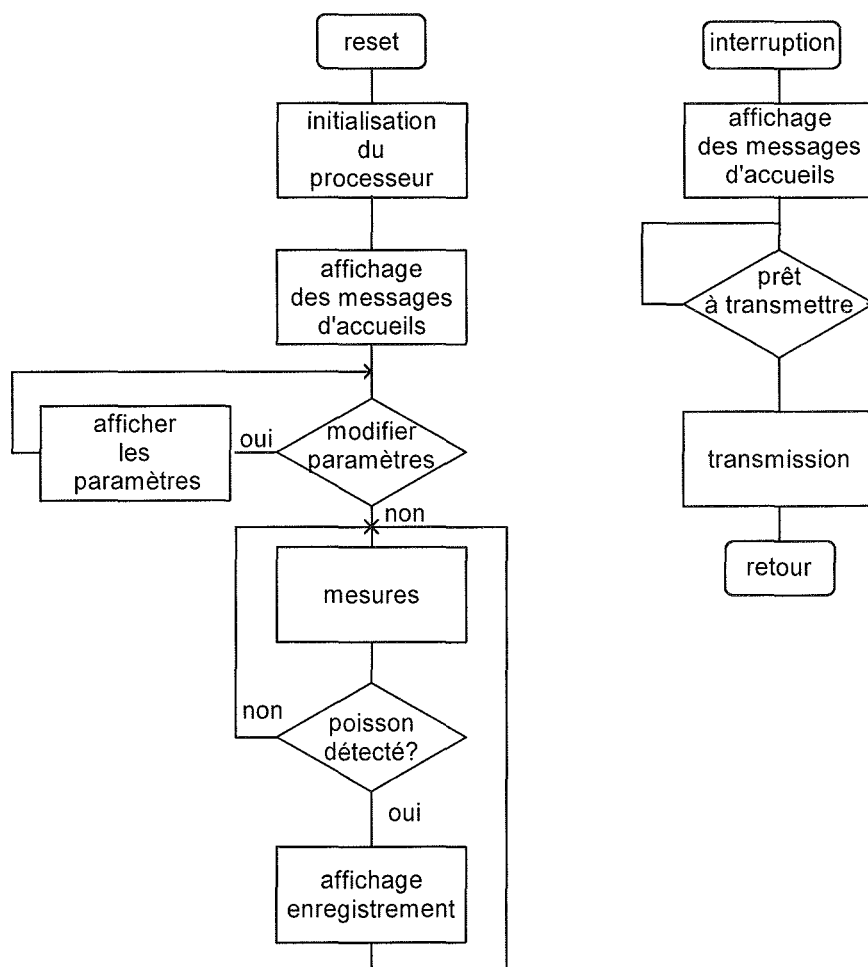 reset
initialisation
du
processeur
affichage
des messages
d'accueils
afficher
les
paramètres
oui
modifier
paramètres
non
mesures
non
poisson
détecté?
oui
affichage
enregistrement
interruption
affichage
des messages
d'accueils
prêt
à transmettre
transmission
retour